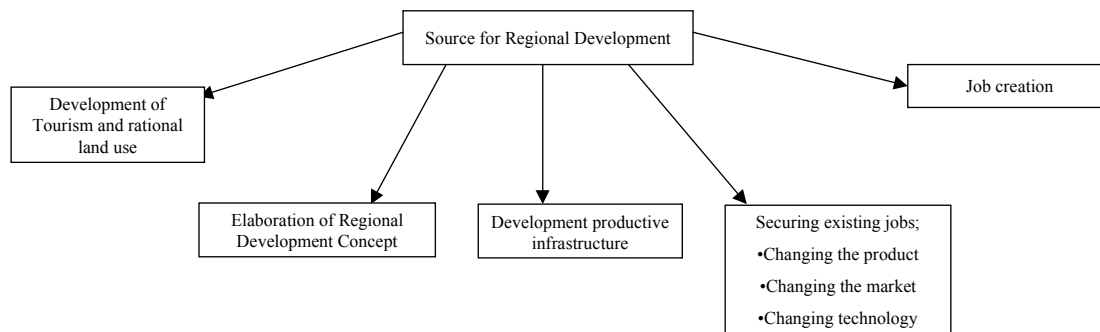 Source for Regional Development
Development of
Tourism and rational
land use
Job creation
Elaboration of Regional
Development Concept
Development productive
infrastructure
Securing existing jobs;
•Changing the product
•Changing the market
•Changing technology